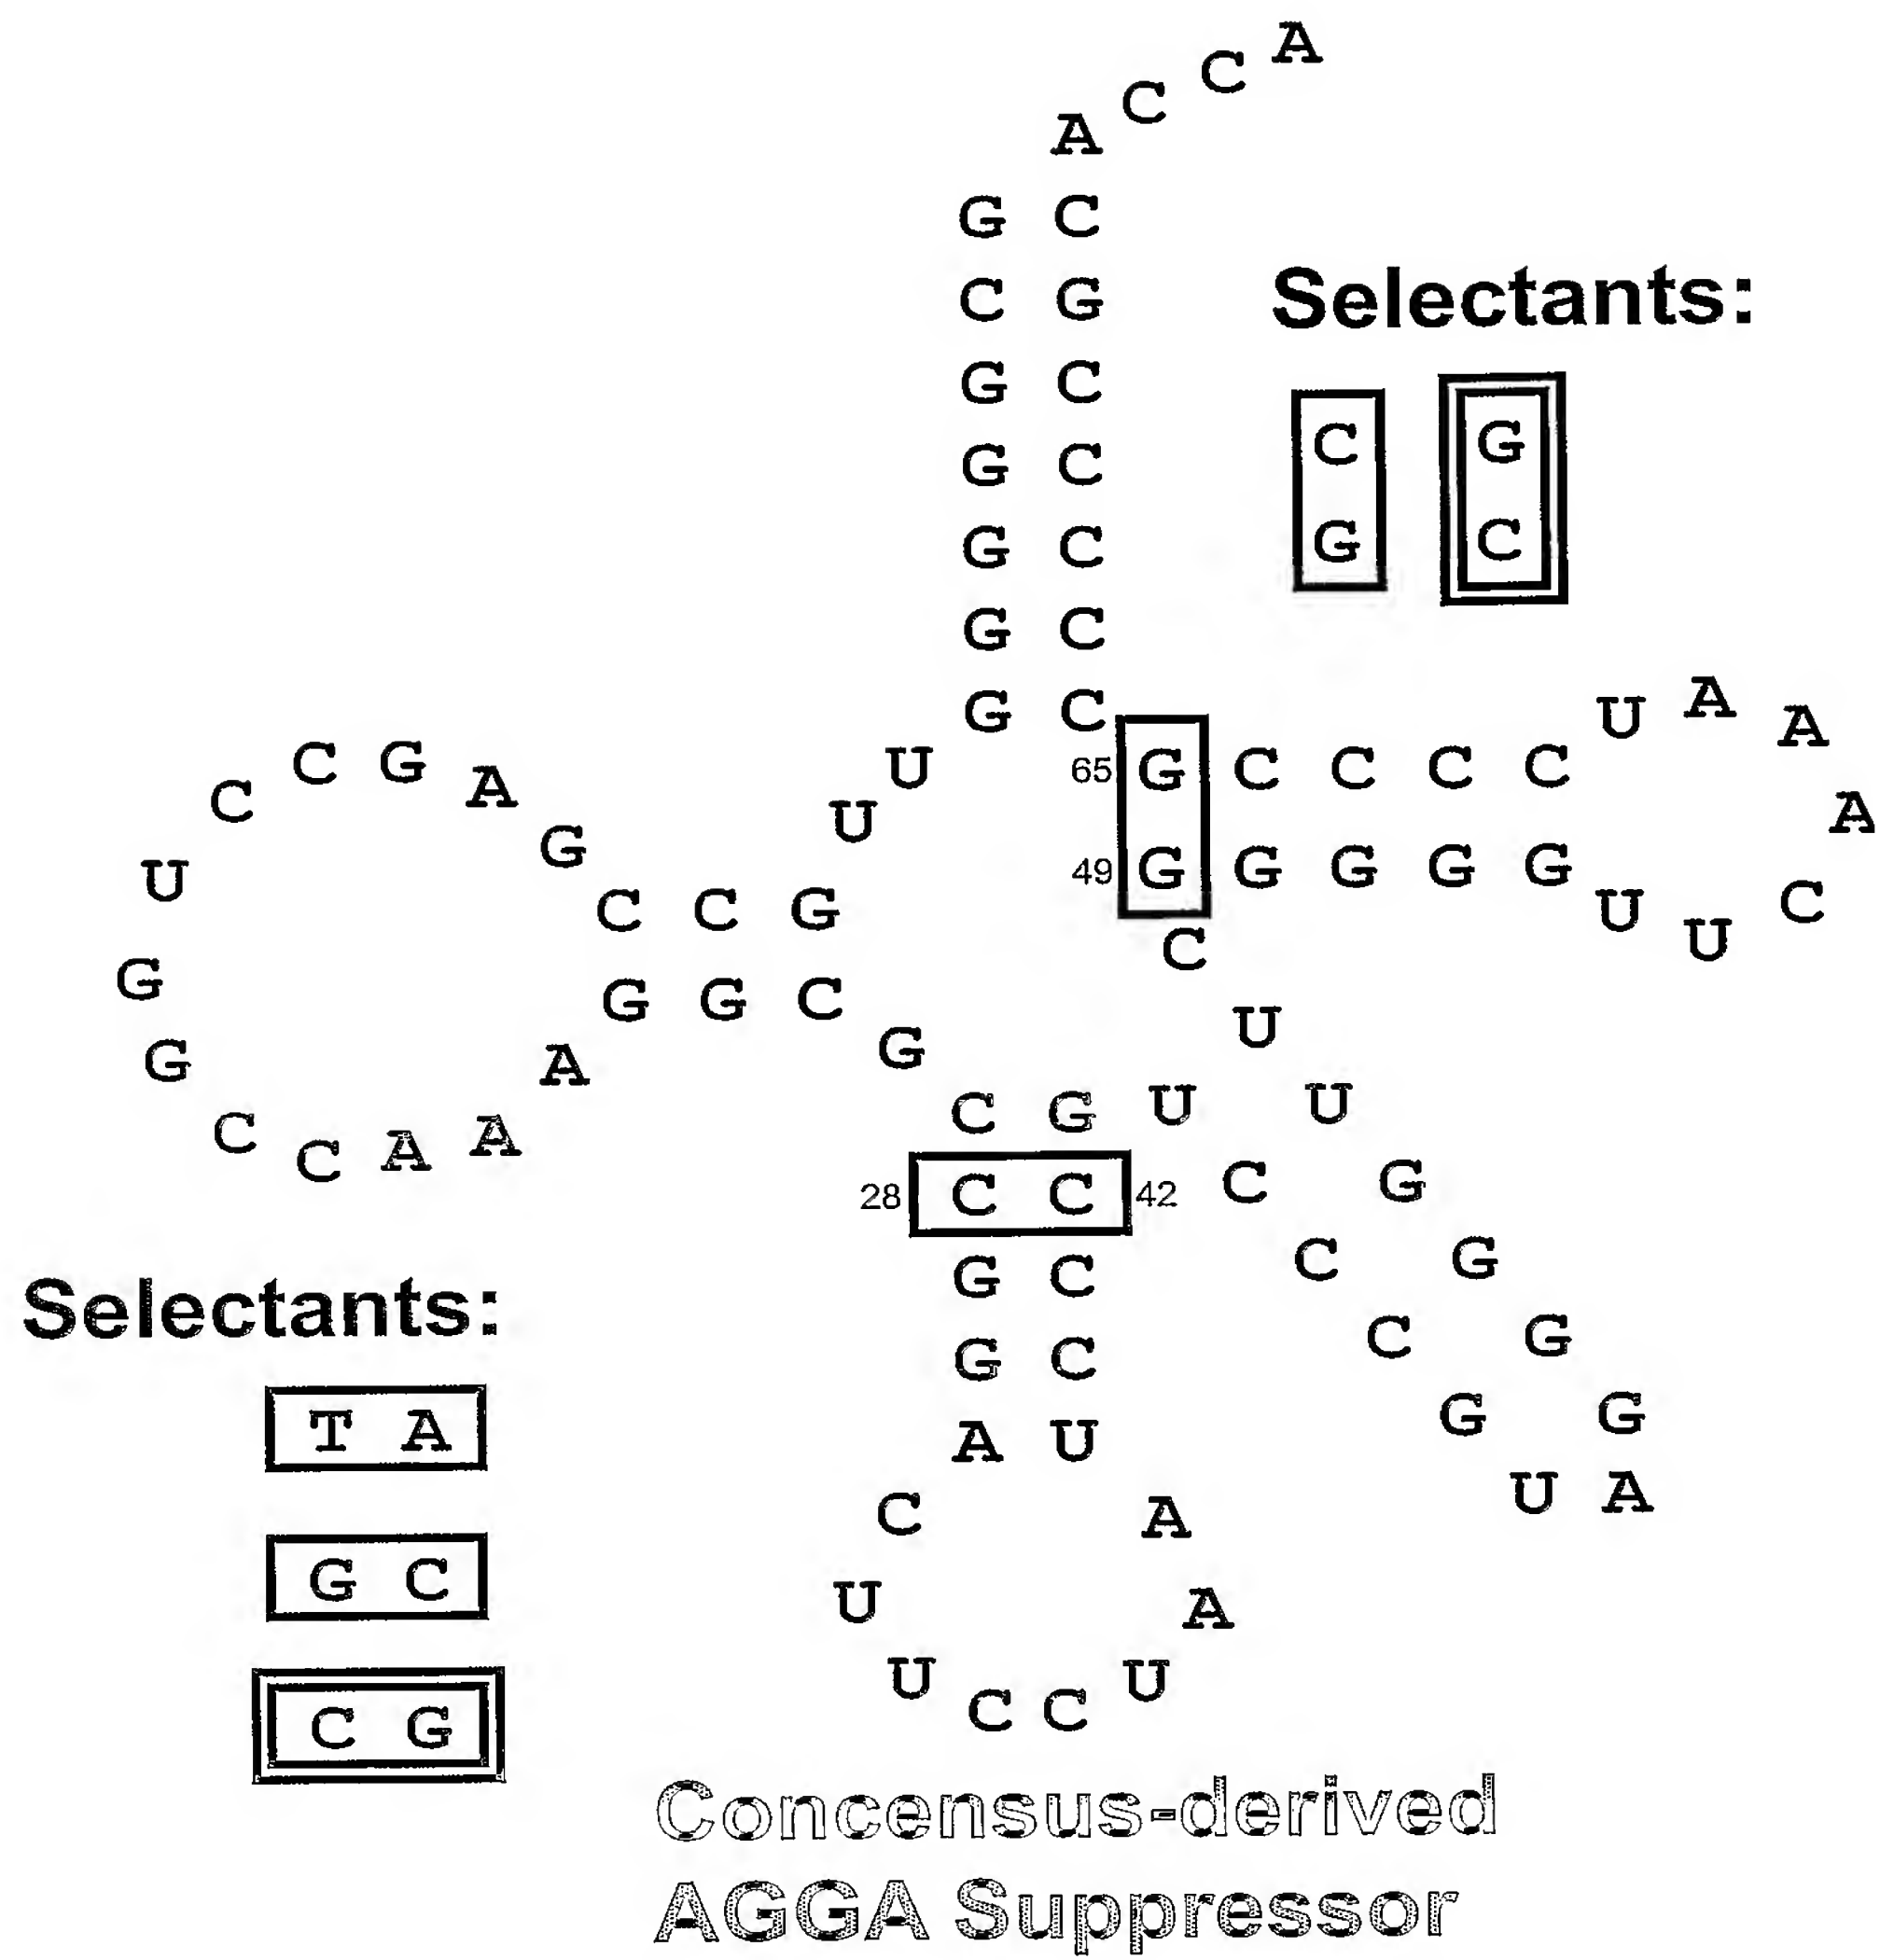 A C C A
G C
C G
G C
G C
G C
G C
G C
Selectants:
C G
G C
65 G C C C C U A A A C U U
49 G G G G G
C U U G G G A
U C C C G U
U U
G C C G A G C C U G G C C A A A G G C
G
C G
28 C C 42
G C
G C
A U
C U U C C U A A
Selectants:
T A
G C
C G
Concensus-derived
AGGA Suppressor